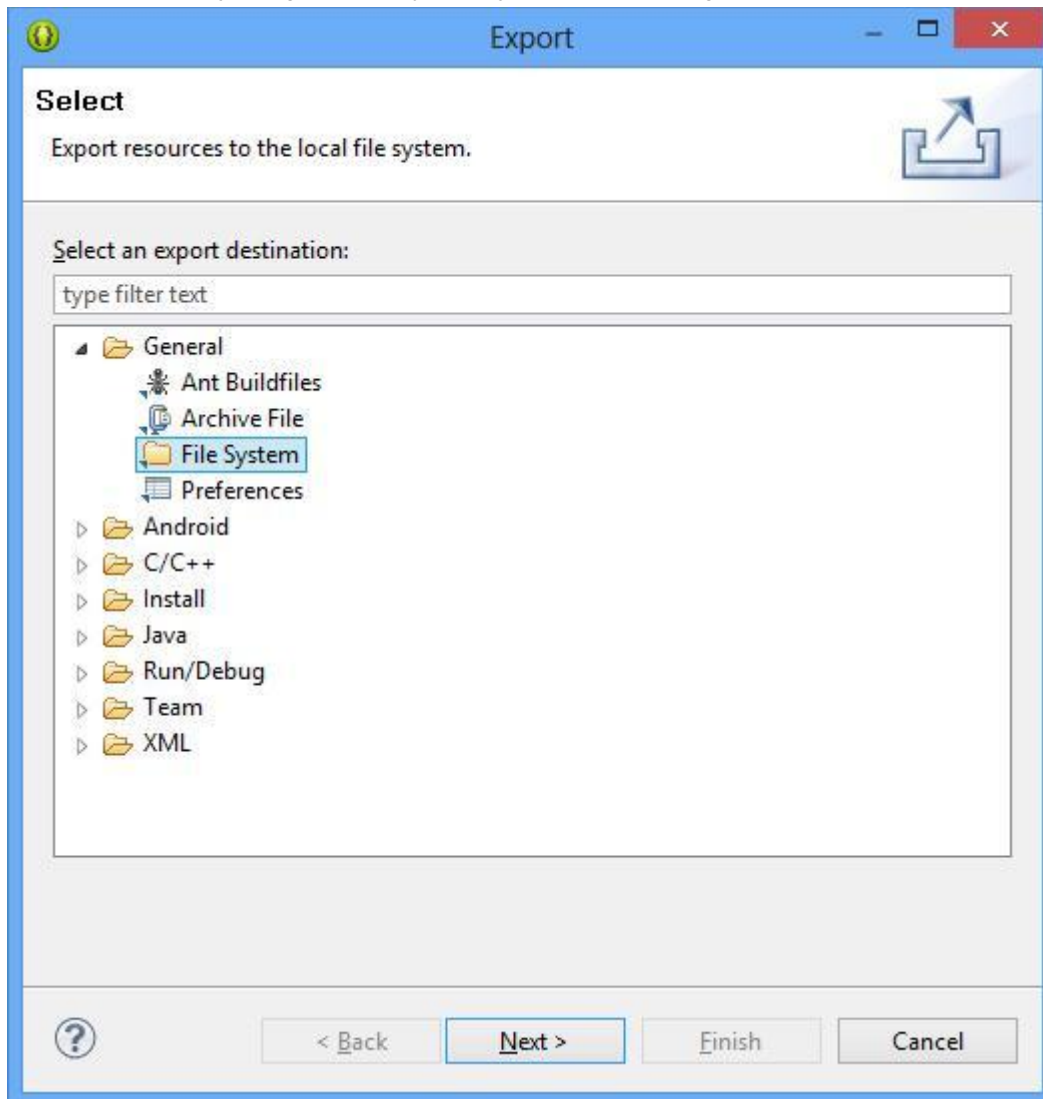 Export
Select
Export resources to the local file system.
Select an export destination:
type filter text
General
Ant Buildfiles
Archive File
File System
Preferences
Android
C/C++
Install
Java
Run/Debug
Team
XML
< Back Next > Finish Cancel